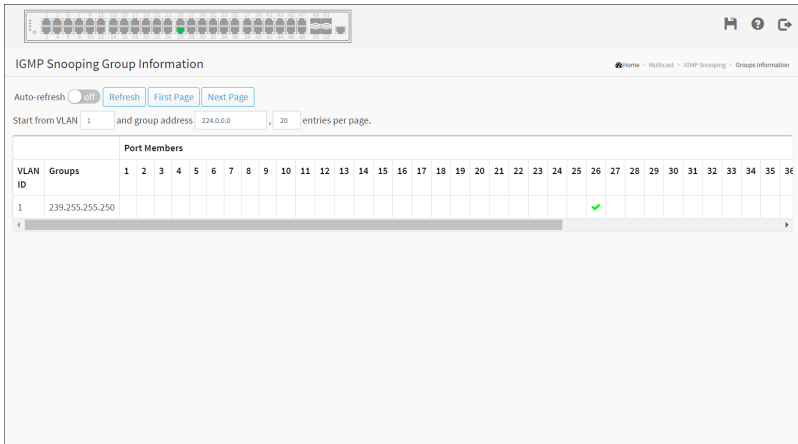 IGMP Snooping Group Information
Home > Multicast > IGMP Snooping > Groups Information
Auto-refresh off Refresh First Page Next Page
Start from VLAN 1 and group address 224.0.0.0 , 20 entries per page.
Port Members
VLAN ID Groups 1 2 3 4 5 6 7 8 9 10 11 12 13 14 15 16 17 18 19 20 21 22 23 24 25 26 27 28 29 30 31 32 33 34 35 36
1 239.255.255.250